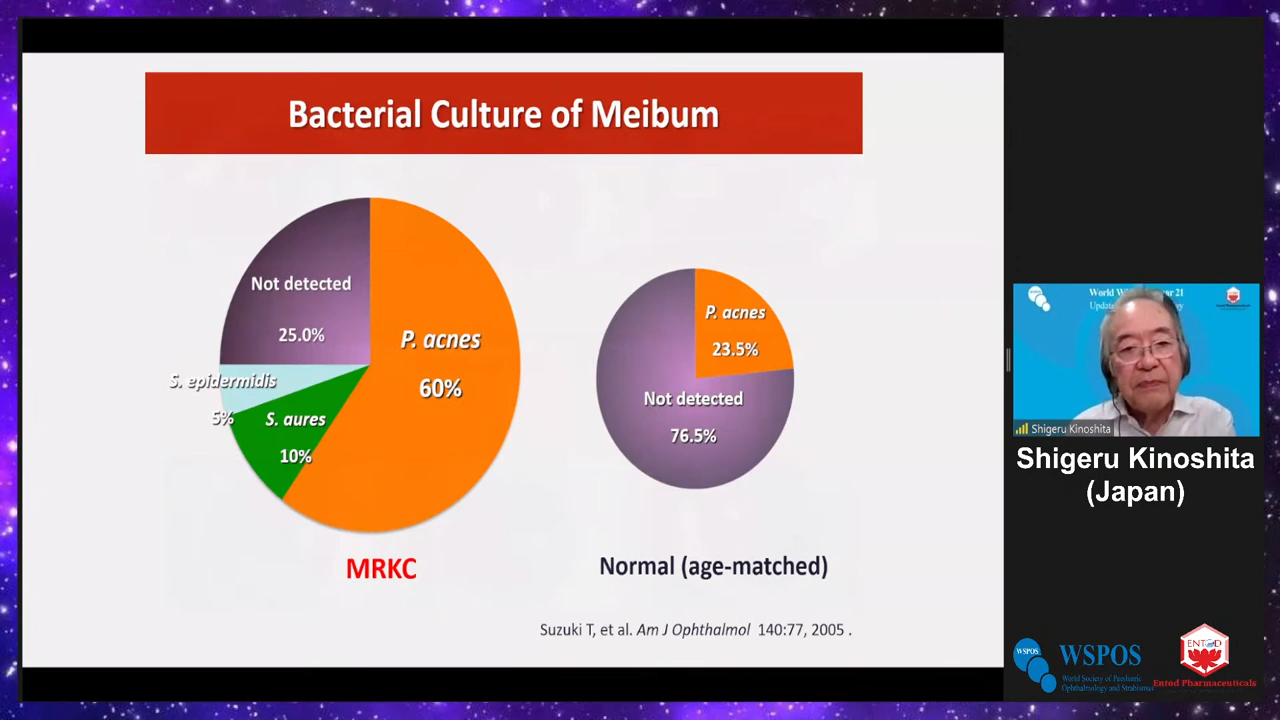 Bacterial Culture of Meibum
Not detected
25.0%
P. acnes
60%
S. epidermidis
5%
S. aures
10%
MRKC
P. acnes
23.5%
Not detected
76.5%
Normal (age-matched)
Suzuki T, et al. Am J Ophthalmol 140:77, 2005 .
Shigeru Kinoshita
Shigeru Kinoshita
(Japan)
WSPOS
WSPOS
World Society of Paediatric
Ophthalmology and Strabismus
ENTOD
Entod Pharmaceuticals